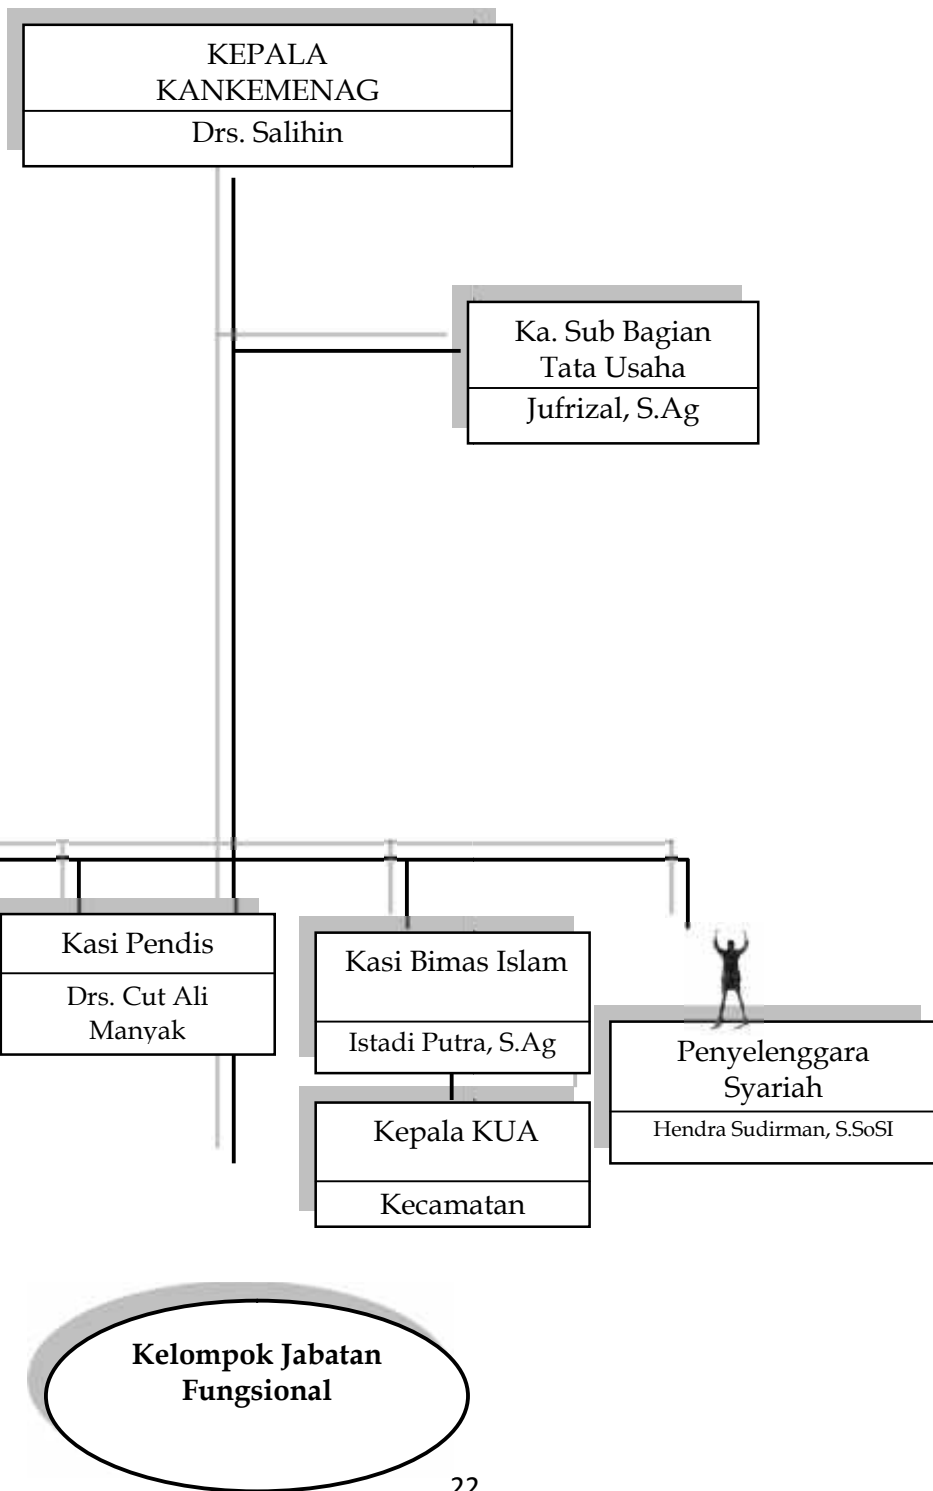 KEPALA
KANKEMENAG
Drs. Salihin
Ka. Sub Bagian
Tata Usaha
Jufrizal, S.Ag
Kasi Pendis
Drs. Cut Ali
Manyak
Kasi Bimas Islam
Istadi Putra, S.Ag
Penyelenggara
Syariah
Hendra Sudirman, S.SoSI
Kepala KUA
Kecamatan
Kelompok Jabatan
Fungsional
22